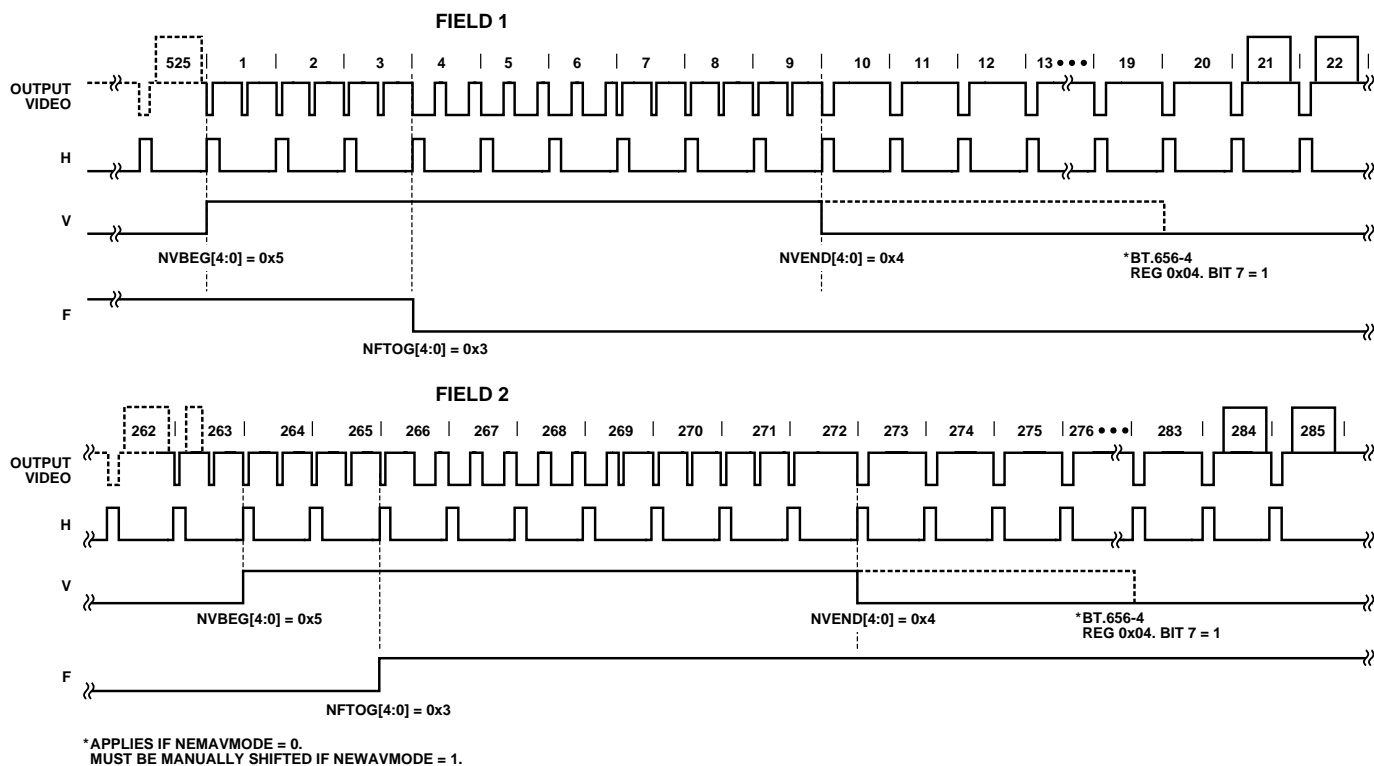 FIELD 1
525 1 2 3 4 5 6 7 8 9 10 11 12 13 ••• 19 20 21 22
OUTPUT
VIDEO
H
V
NVBEG[4:0] = 0x5
NVEND[4:0] = 0x4
*BT.656-4
REG 0x04. BIT 7 = 1
F
NFTOG[4:0] = 0x3
FIELD 2
262 263 264 265 266 267 268 269 270 271 272 273 274 275 276 ••• 283 284 285
OUTPUT
VIDEO
H
V
NVBEG[4:0] = 0x5
NVEND[4:0] = 0x4
*BT.656-4
REG 0x04. BIT 7 = 1
F
NFTOG[4:0] = 0x3
*APPLIES IF NEMAVMODE = 0.
MUST BE MANUALLY SHIFTED IF NEWAVMODE = 1.